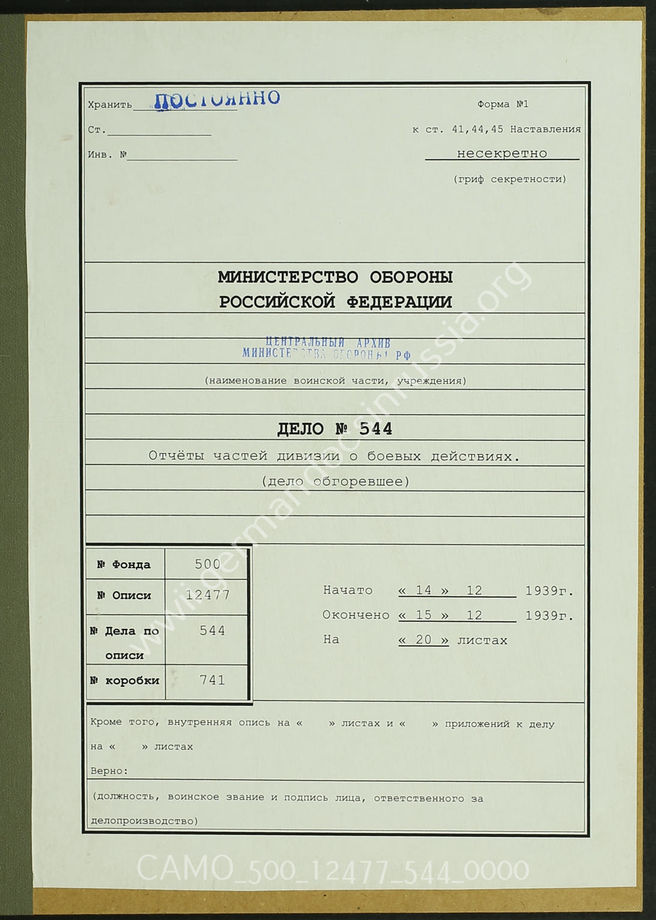 Хранить ПОСТОЯННО
Форма №1
Ст.
к ст. 41,44,45 Наставления
Инв. №
несекретно
(гриф секретности)
МИНИСТЕРСТВО ОБОРОНЫ
РОССИЙСКОЙ ФЕДЕРАЦИИ
ЦЕНТРАЛЬНЫЙ АРХИВ
МИНИСТЕРСТВА ОБОРОНЫ РФ
(наименование воинской части, учреждения)
ДЕЛО № 544
Отчёты частей дивизии о боевых действиях.
(дело обгоревшее)
№ Фонда 500
№ Описи 12477
№ Дела по описи 544
№ коробки 741
Начато « 14 » 12 1939г.
Окончено « 15 » 12 1939г.
На « 20 » листах
Кроме того, внутренняя опись на « » листах и « » приложений к делу
на « » листах
Верно:
(должность, воинское звание и подпись лица, ответственного за
делопроизводство)
www.germandocsinrussia.org
CAMO_500_12477_544_0000